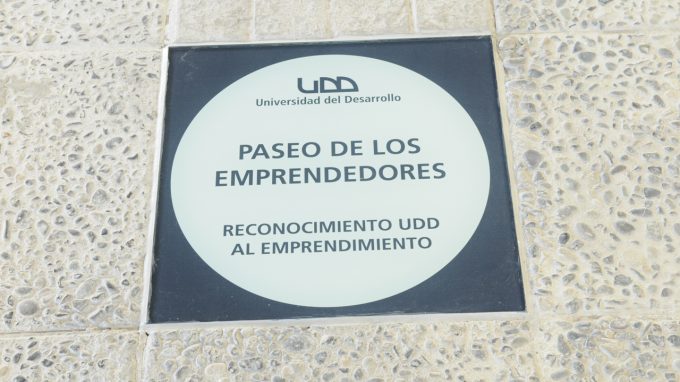 UDD
Universidad del Desarrollo
PASEO DE LOS
EMPRENDEDORES
RECONOCIMIENTO UDD
AL EMPRENDIMIENTO